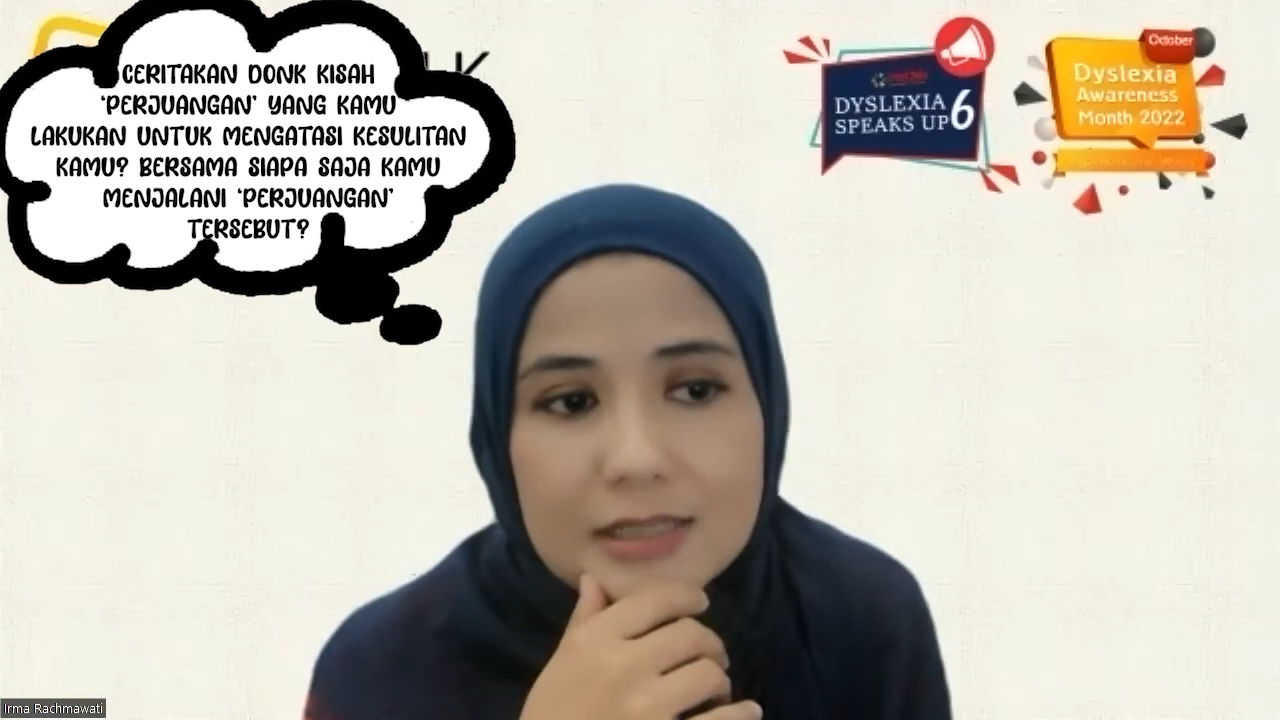 CERITAKAN DONK KISAH
'PERJUANGAN' YANG KAMU
LAKUKAN UNTUK MENGATASI KESULITAN
KAMU? BERSAMA SIAPA SAJA KAMU
MENJALANI 'PERJUANGAN'
TERSEBUT?
DYSLEXIA
SPEAKS UP 6
October
Dyslexia
Awareness
Month 2022
Irma Rachmawati